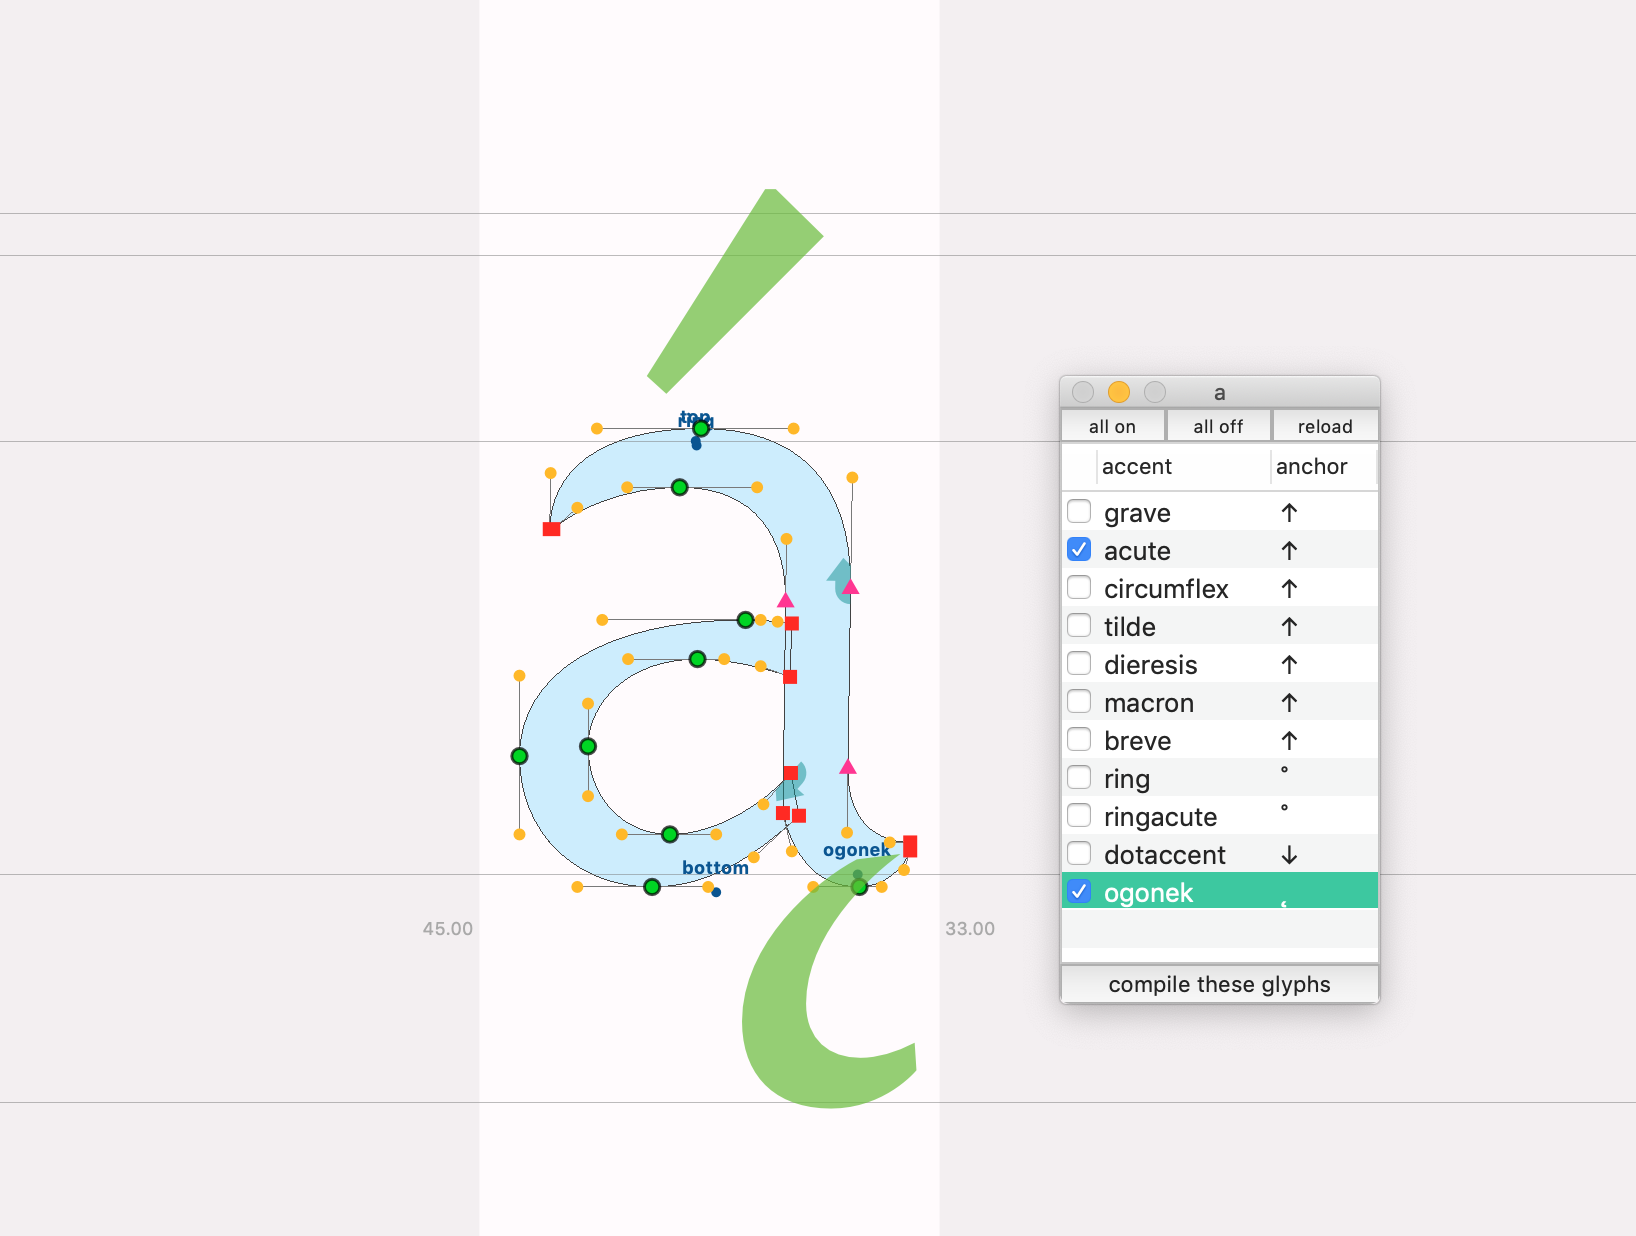 top
ring
ogonek
bottom
45.00
33.00
a
all on
all off
reload
accent anchor
grave ↑
acute ↑
circumflex ↑
tilde ↑
dieresis ↑
macron ↑
breve ↑
ring °
ringacute °
dotaccent ↓
ogonek ˛
compile these glyphs